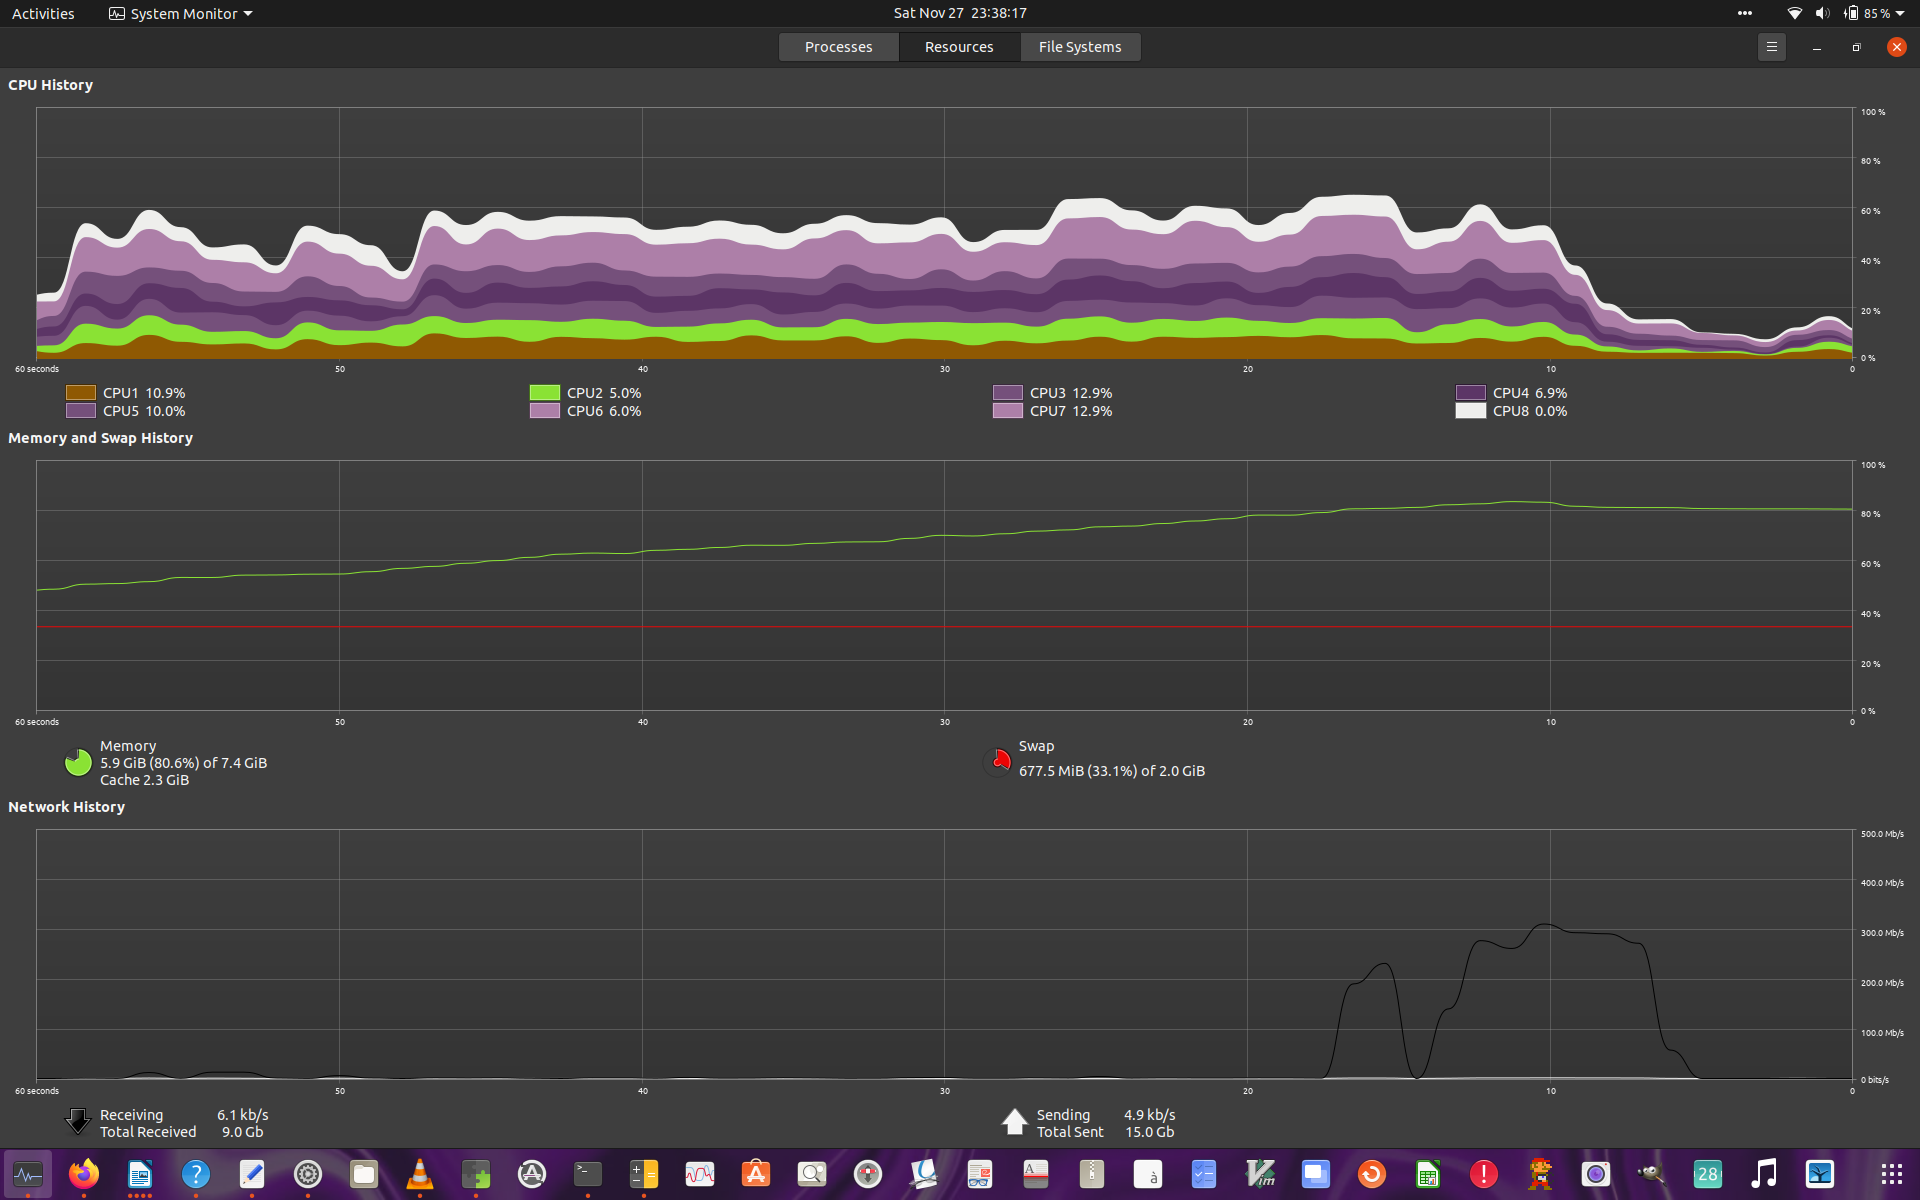 Activities System Monitor Sat Nov 27 23:38:17 85 %
Processes Resources File Systems
CPU History
100 %
80 %
60 %
40 %
20 %
0 %
60 seconds 50 40 30 20 10 0
CPU1 10.9% CPU2 5.0% CPU3 12.9% CPU4 6.9%
CPU5 10.0% CPU6 6.0% CPU7 12.9% CPU8 0.0%
Memory and Swap History
100 %
80 %
60 %
40 %
20 %
0 %
60 seconds 50 40 30 20 10 0
Memory
5.9 GiB (80.6%) of 7.4 GiB
Cache 2.3 GiB
Swap
677.5 MiB (33.1%) of 2.0 GiB
Network History
500.0 Mb/s
400.0 Mb/s
300.0 Mb/s
200.0 Mb/s
100.0 Mb/s
0 bits/s
60 seconds 50 40 30 20 10 0
Receiving 6.1 kb/s
Total Received 9.0 Gb
Sending 4.9 kb/s
Total Sent 15.0 Gb
? >_ A à Vim ! 28